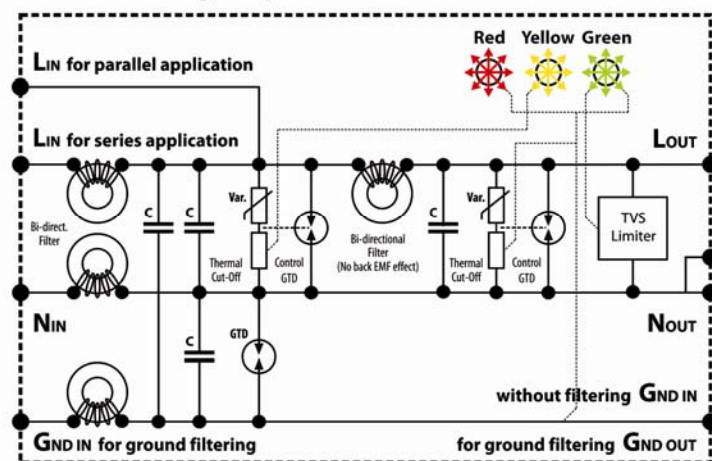 Red Yellow Green
LIN for parallel application
LIN for series application
LOUT
Bi-direct.
Filter
C
C
Var.
Thermal
Cut-Off
Control
GTD
Bi-directional
Filter
(No back EMF effect)
C
Var.
Thermal
Cut-Off
Control
GTD
TVS
Limiter
NIN
NOUT
C
GTD
without filtering GND IN
GND IN for ground filtering
for ground filtering GND OUT